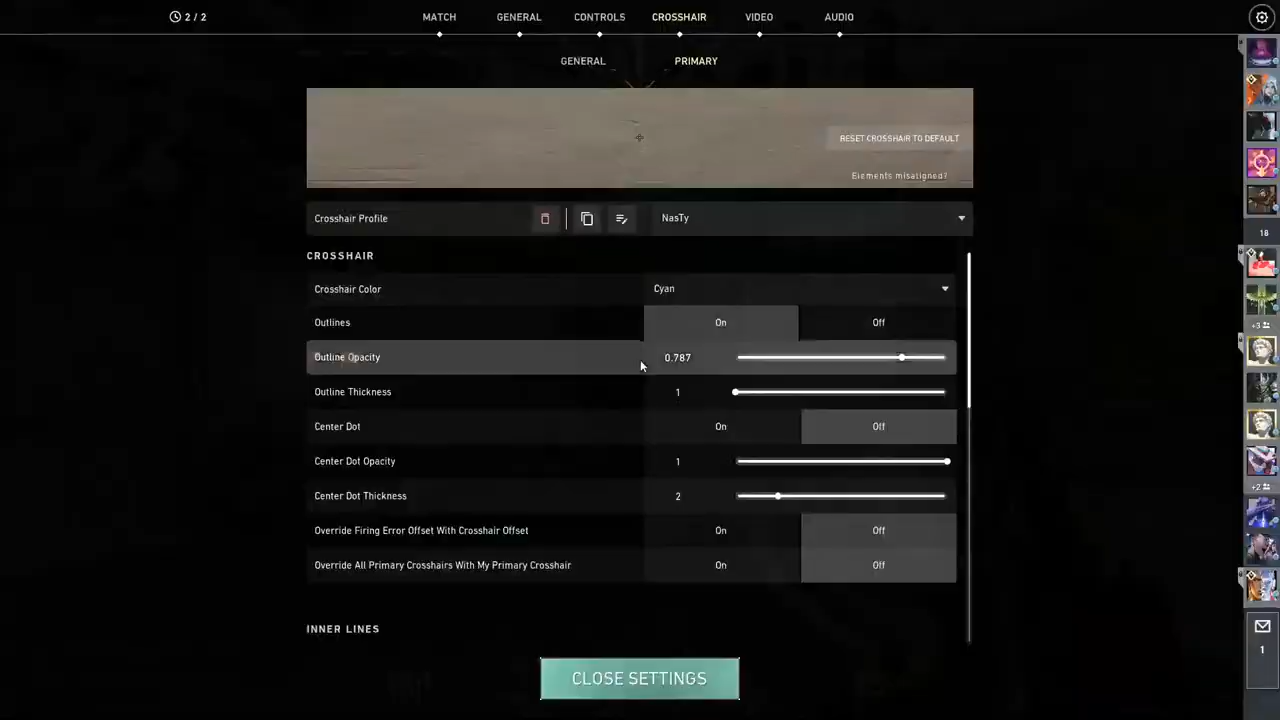 2 / 2
MATCH GENERAL CONTROLS CROSSHAIR VIDEO AUDIO
GENERAL PRIMARY
RESET CROSSHAIR TO DEFAULT
Elements misaligned?
Crosshair Profile NasTy
CROSSHAIR
Crosshair Color Cyan
Outlines On Off
Outline Opacity 0.787
Outline Thickness 1
Center Dot On Off
Center Dot Opacity 1
Center Dot Thickness 2
Override Firing Error Offset With Crosshair Offset On Off
Override All Primary Crosshairs With My Primary Crosshair On Off
INNER LINES
CLOSE SETTINGS
18
+3
+2
1